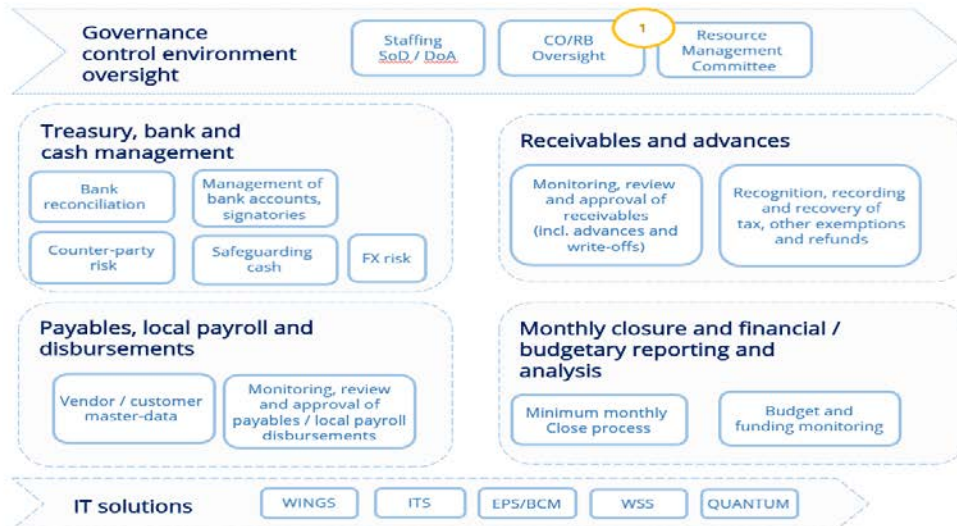 Governance
control environment
oversight
Staffing
SoD / DoA
CO/RB
Oversight
1
Resource
Management
Committee
Treasury, bank and
cash management
Bank
reconciliation
Management of
bank accounts,
signatories
Counter-party
risk
Safeguarding
cash
FX risk
Receivables and advances
Monitoring, review
and approval of
receivables
(incl. advances and
write-offs)
Recognition, recording
and recovery of
tax, other exemptions
and refunds
Payables, local payroll and
disbursements
Vendor / customer
master-data
Monitoring, review
and approval of
payables / local payroll
disbursements
Monthly closure and financial /
budgetary reporting and
analysis
Minimum monthly
Close process
Budget and
funding monitoring
IT solutions
WINGS
ITS
EPS/BCM
WSS
QUANTUM